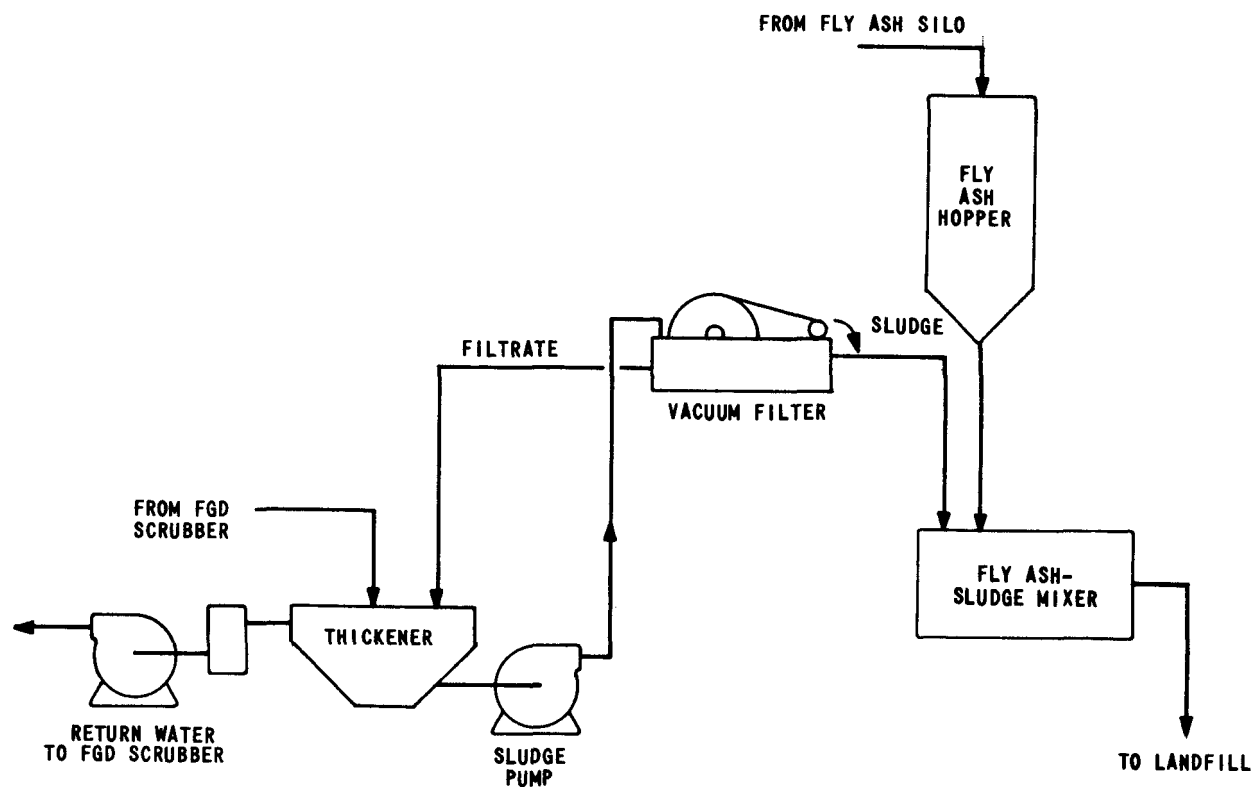 FROM FLY ASH SILO
FLY
ASH
HOPPER
SLUDGE
FILTRATE
VACUUM FILTER
FROM FGD
SCRUBBER
FLY ASH-
SLUDGE MIXER
THICKENER
RETURN WATER
TO FGD SCRUBBER
SLUDGE
PUMP
TO LANDFILL